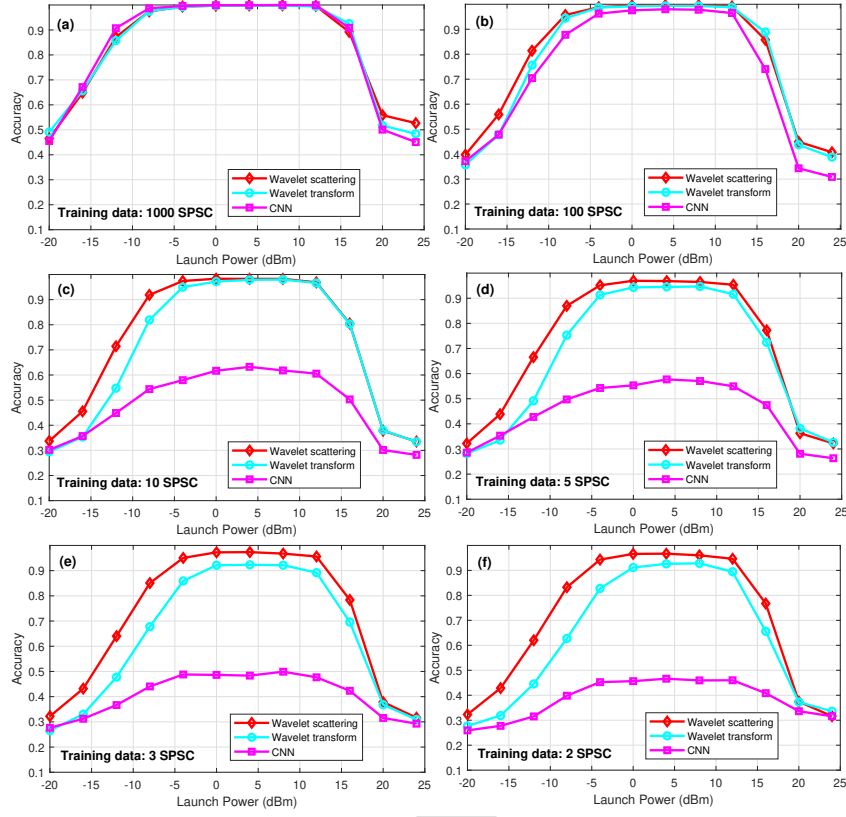 (a)
0.9
0.8
0.7
0.6
0.5
0.4
0.3
0.2
0.1
Accuracy
Wavelet scattering
Wavelet transform
CNN
Training data: 1000 SPSC
-20 -15 -10 -5 0 5 10 15 20 25
Launch Power (dBm)
(b)
0.9
0.8
0.7
0.6
0.5
0.4
0.3
0.2
0.1
Accuracy
Wavelet scattering
Wavelet transform
CNN
Training data: 100 SPSC
-20 -15 -10 -5 0 5 10 15 20 25
Launch Power (dBm)
(c)
0.9
0.8
0.7
0.6
0.5
0.4
0.3
0.2
0.1
Accuracy
Wavelet scattering
Wavelet transform
CNN
Training data: 10 SPSC
-20 -15 -10 -5 0 5 10 15 20 25
Launch Power (dBm)
(d)
0.9
0.8
0.7
0.6
0.5
0.4
0.3
0.2
0.1
Accuracy
Wavelet scattering
Wavelet transform
CNN
Training data: 5 SPSC
-20 -15 -10 -5 0 5 10 15 20 25
Launch Power (dBm)
(e)
0.9
0.8
0.7
0.6
0.5
0.4
0.3
0.2
0.1
Accuracy
Wavelet scattering
Wavelet transform
CNN
Training data: 3 SPSC
-20 -15 -10 -5 0 5 10 15 20 25
Launch Power (dBm)
(f)
0.9
0.8
0.7
0.6
0.5
0.4
0.3
0.2
0.1
Accuracy
Wavelet scattering
Wavelet transform
CNN
Training data: 2 SPSC
-20 -15 -10 -5 0 5 10 15 20 25
Launch Power (dBm)